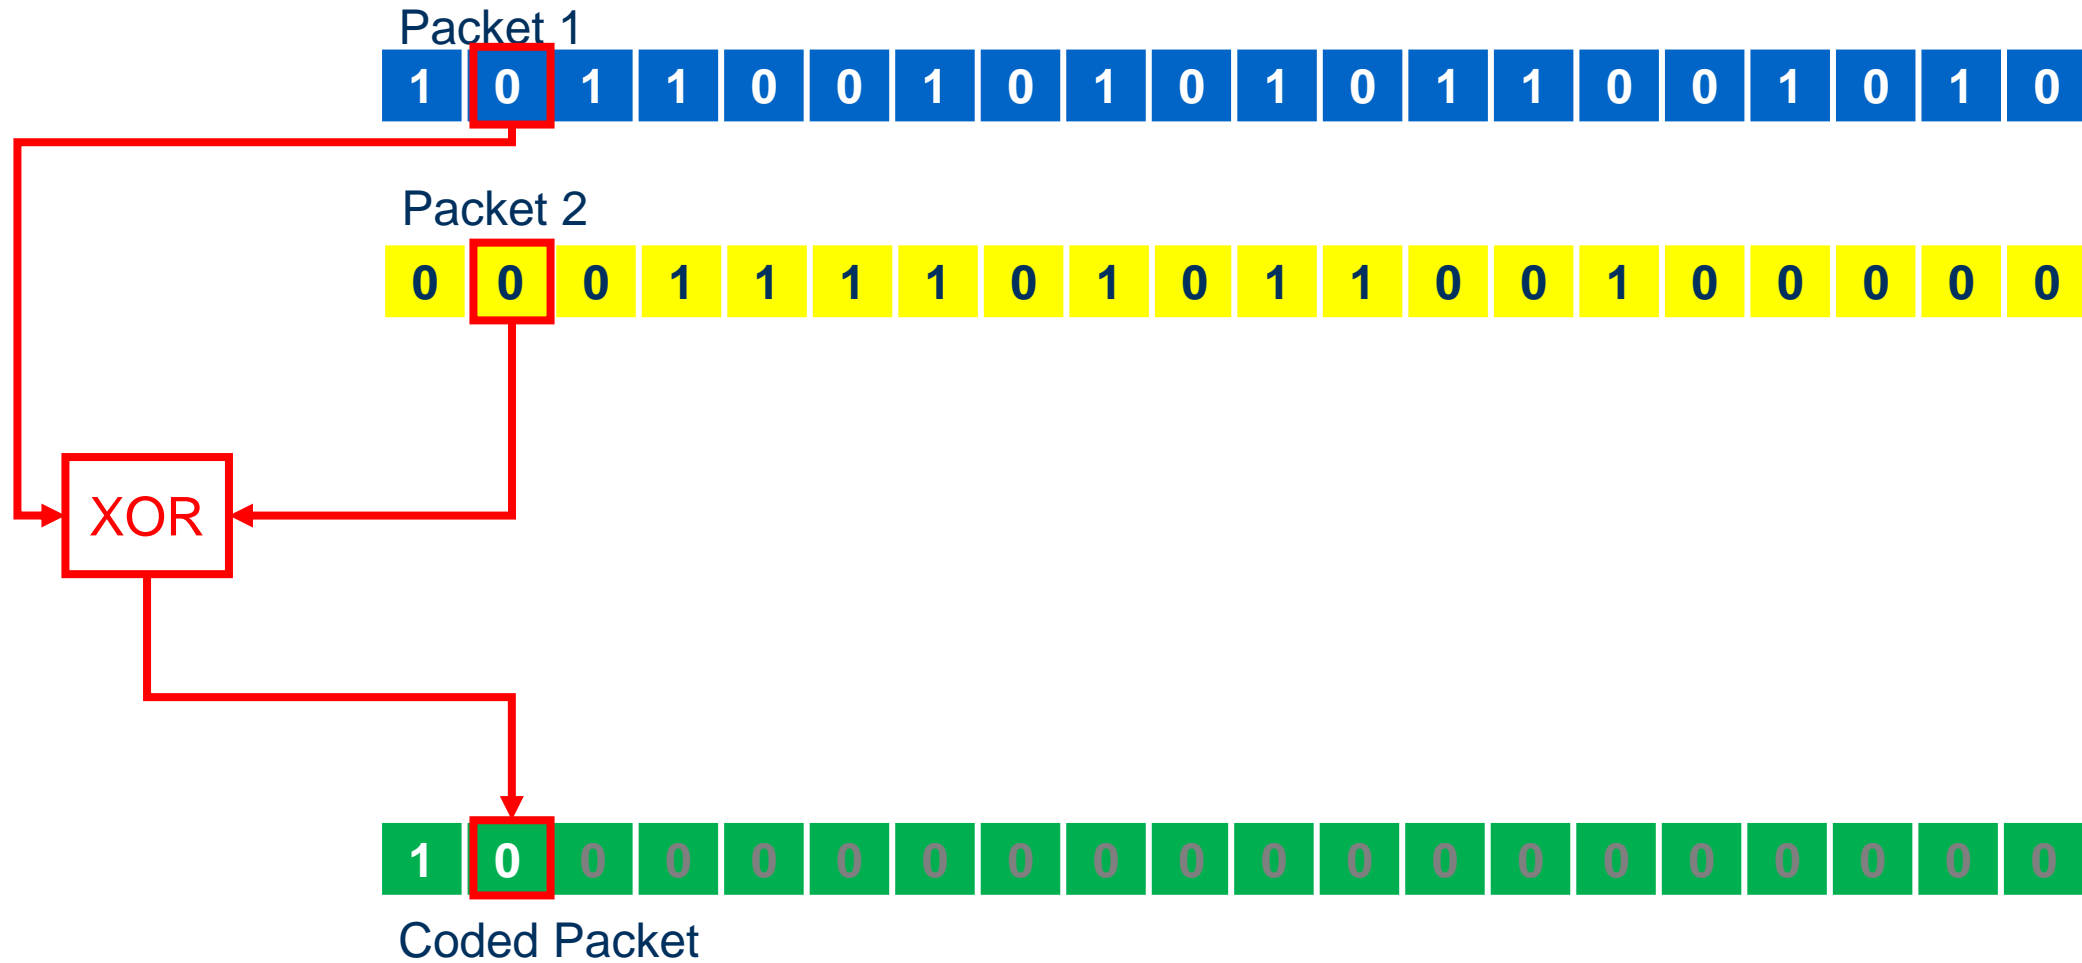 Packet 1
1 0 1 1 0 0 1 0 1 0 1 0 1 1 0 0 1 0 1 0
Packet 2
0 0 0 1 1 1 1 0 1 0 1 1 0 0 1 0 0 0 0 0
XOR
1 0 0 0 0 0 0 0 0 0 0 0 0 0 0 0 0 0 0 0
Coded Packet